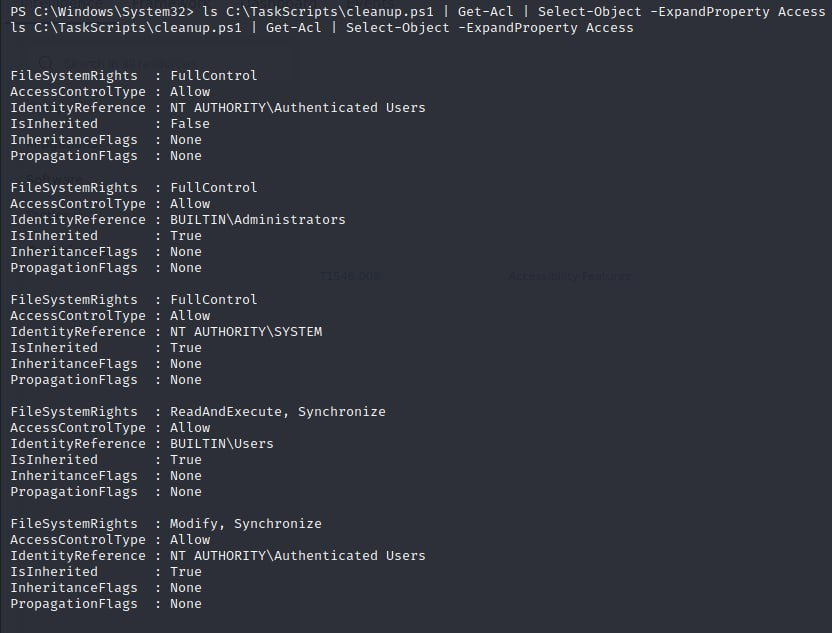 PS C:\Windows\System32> ls C:\TaskScripts\cleanup.ps1 | Get-Acl | Select-Object -ExpandProperty Access
ls C:\TaskScripts\cleanup.ps1 | Get-Acl | Select-Object -ExpandProperty Access
FileSystemRights  : FullControl
AccessControlType : Allow
IdentityReference : NT AUTHORITY\Authenticated Users
IsInherited       : False
InheritanceFlags  : None
PropagationFlags  : None
FileSystemRights  : FullControl
AccessControlType : Allow
IdentityReference : BUILTIN\Administrators
IsInherited       : True
InheritanceFlags  : None
PropagationFlags  : None
FileSystemRights  : FullControl
AccessControlType : Allow
IdentityReference : NT AUTHORITY\SYSTEM
IsInherited       : True
InheritanceFlags  : None
PropagationFlags  : None
FileSystemRights  : ReadAndExecute, Synchronize
AccessControlType : Allow
IdentityReference : BUILTIN\Users
IsInherited       : True
InheritanceFlags  : None
PropagationFlags  : None
FileSystemRights  : Modify, Synchronize
AccessControlType : Allow
IdentityReference : NT AUTHORITY\Authenticated Users
IsInherited       : True
InheritanceFlags  : None
PropagationFlags  : None